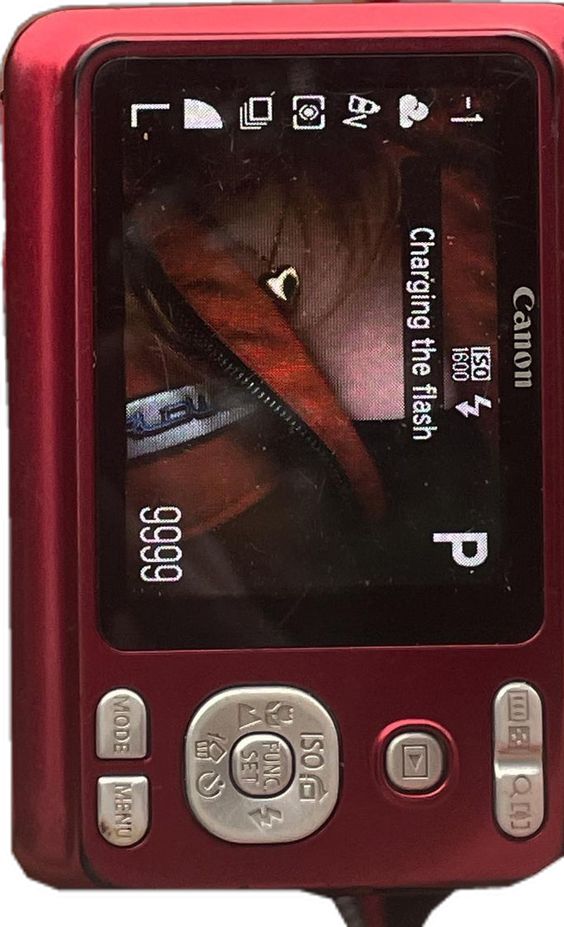 Canon
-1
ISO
1600
P
Charging the flash
L
9999
ISO
FUNC.
SET
MODE
MENU